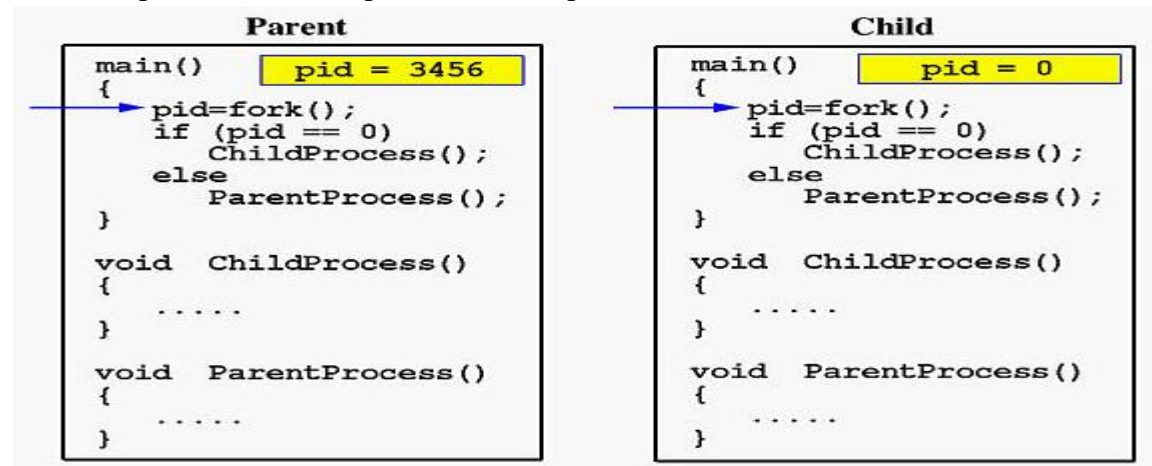 Parent
main()
pid = 3456
{
pid=fork();
if (pid == 0)
ChildProcess();
else
ParentProcess();
}
void ChildProcess()
{
.....
}
void ParentProcess()
{
.....
}
Child
main()
pid = 0
{
pid=fork();
if (pid == 0)
ChildProcess();
else
ParentProcess();
}
void ChildProcess()
{
.....
}
void ParentProcess()
{
.....
}